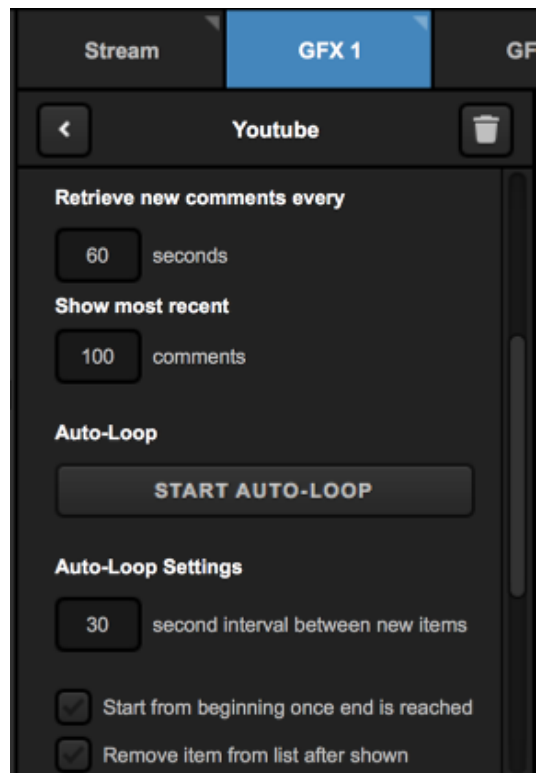 Stream
GFX 1
GF
Youtube
Retrieve new comments every
60 seconds
Show most recent
100 comments
Auto-Loop
START AUTO-LOOP
Auto-Loop Settings
30 second interval between new items
Start from beginning once end is reached
Remove item from list after shown